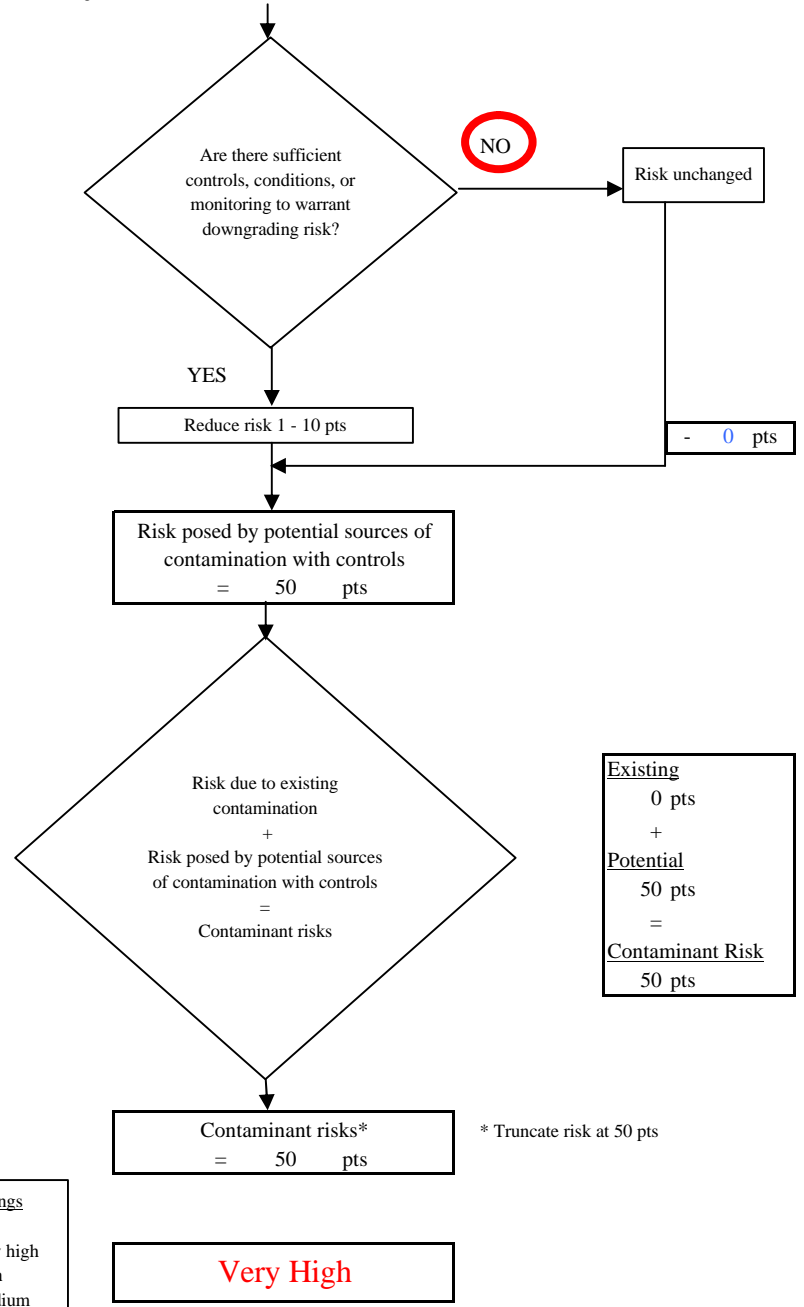 Are there sufficient
controls, conditions, or
monitoring to warrant
downgrading risk?
NO
Risk unchanged
YES
Reduce risk 1 - 10 pts
- 0 pts
Risk posed by potential sources of
contamination with controls
= 50 pts
Risk due to existing
contamination
+
Risk posed by potential sources
of contamination with controls
=
Contaminant risks
Existing
0 pts
+
Potential
50 pts
=
Contaminant Risk
50 pts
Contaminant risks*
= 50 pts
* Truncate risk at 50 pts
high
Very High